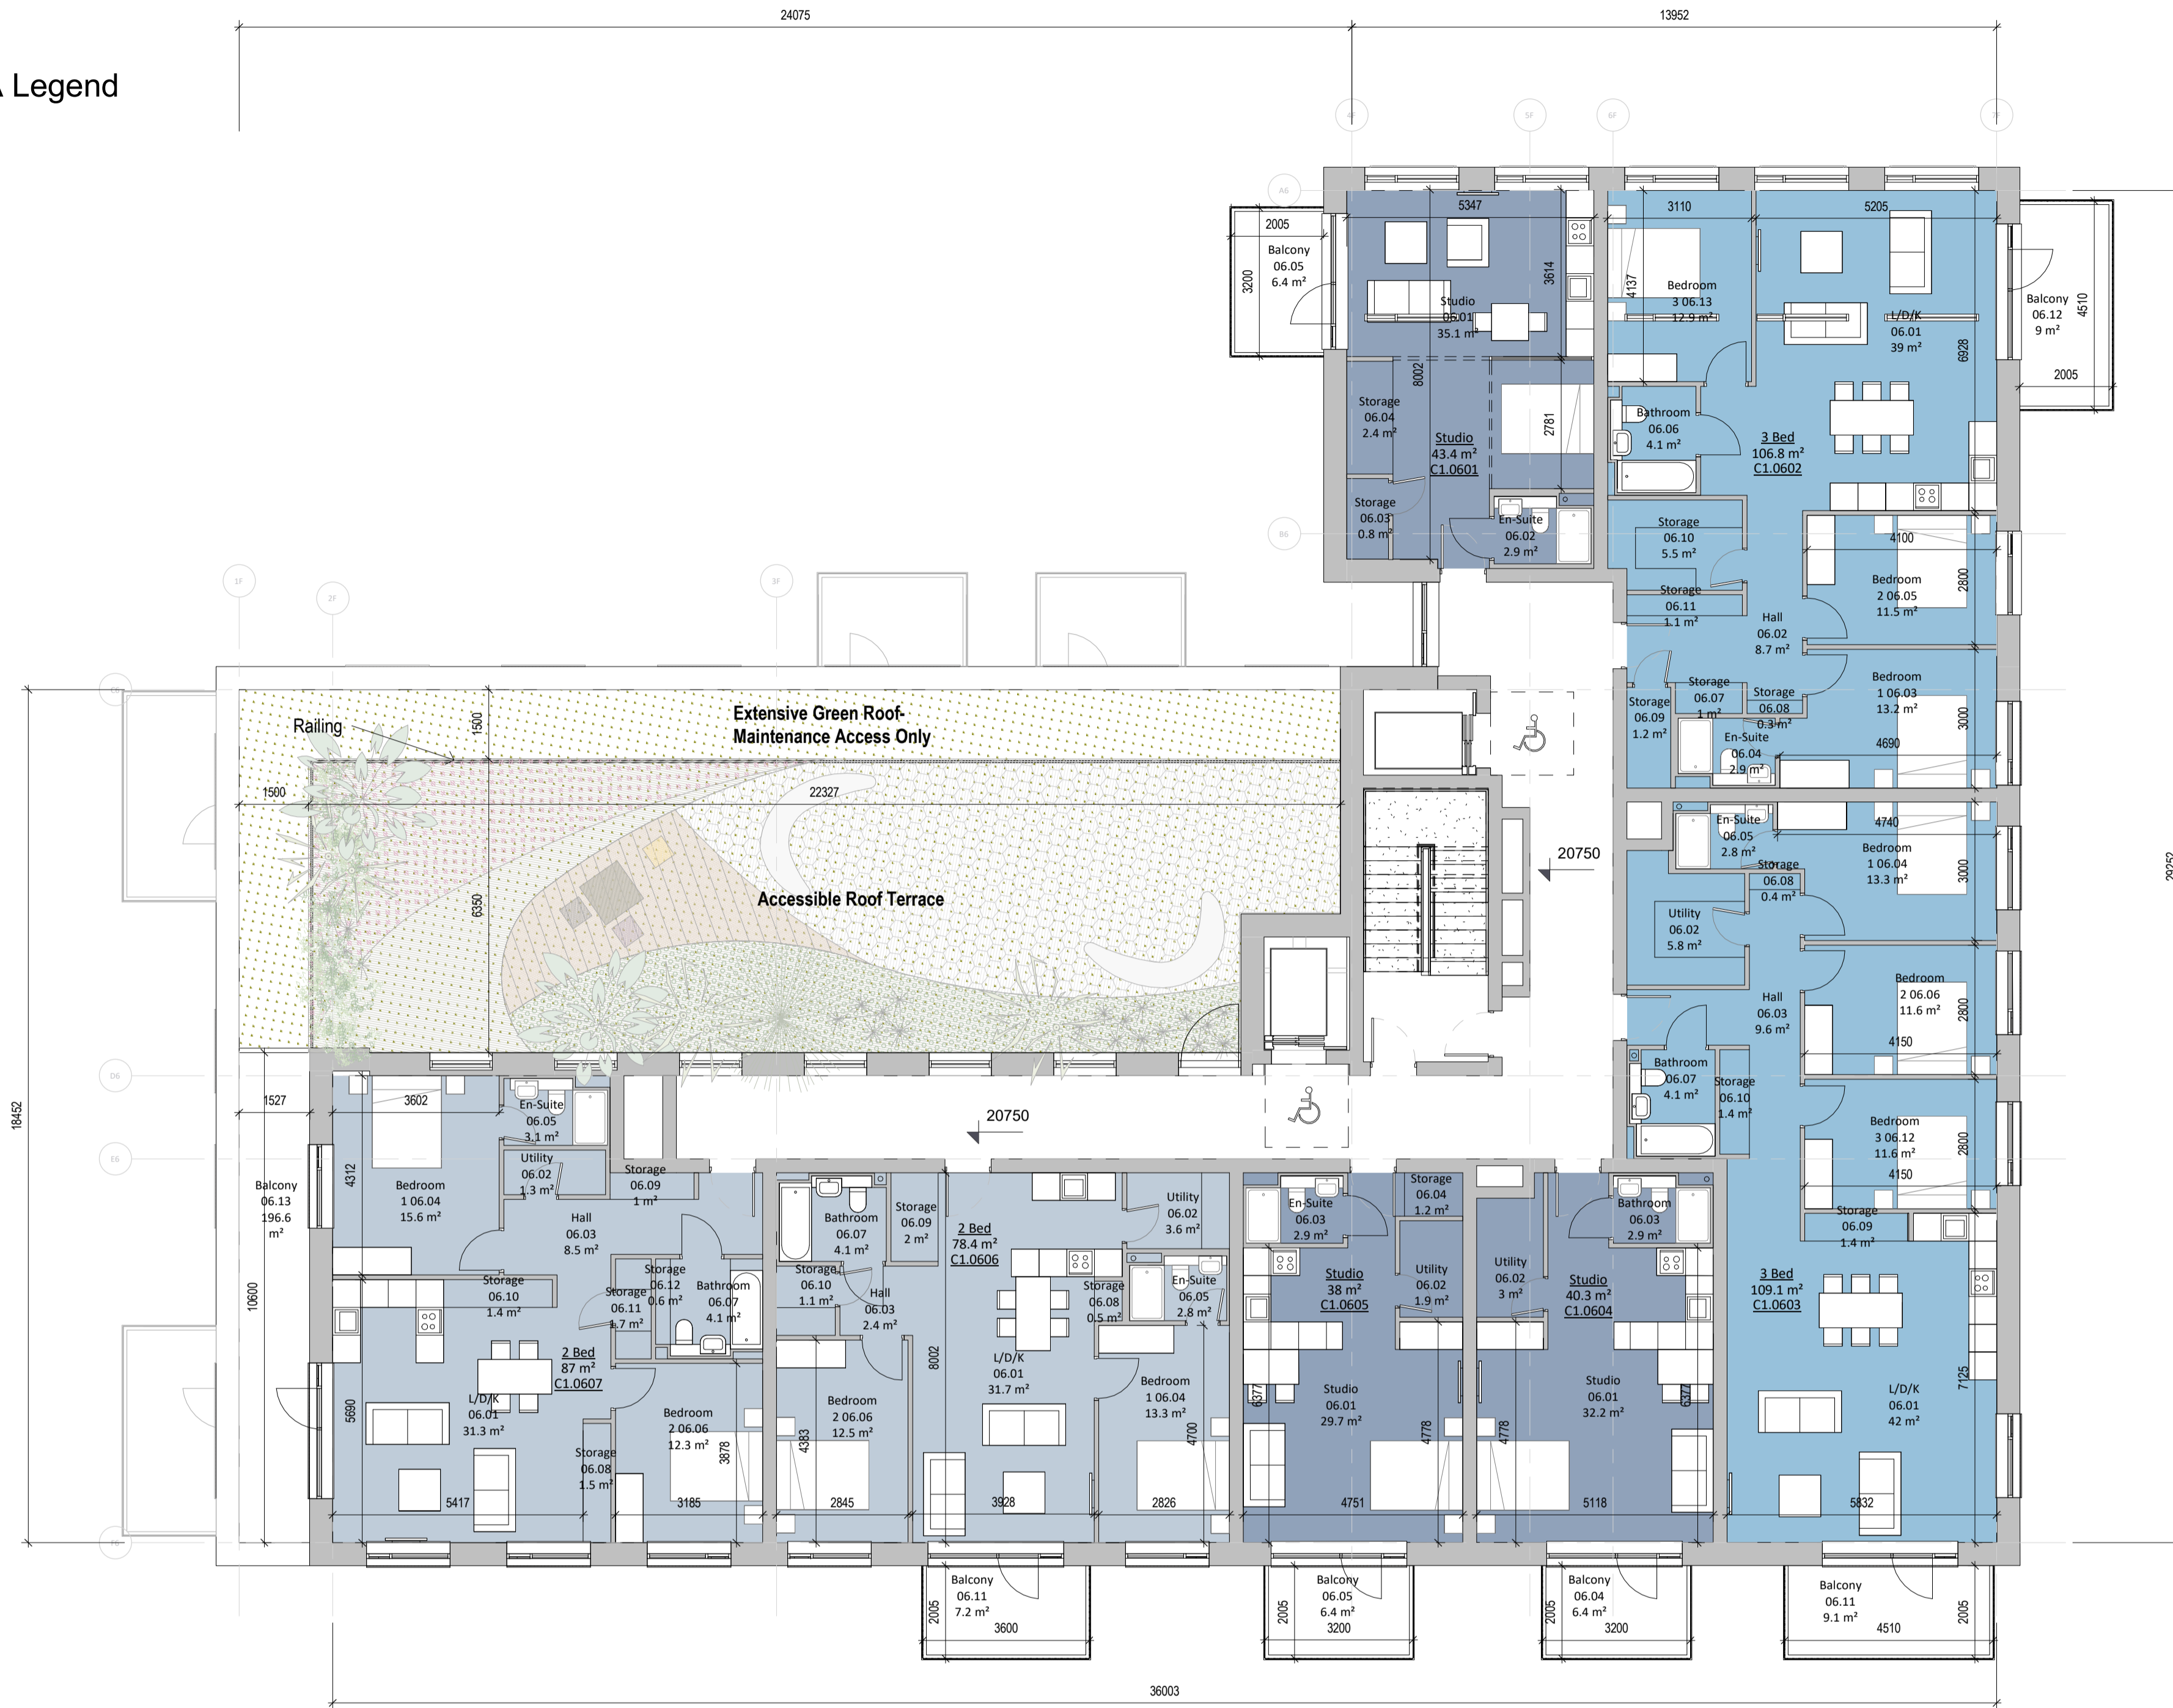 24075
13952
A Legend
4F
5F
6F
7F
A6
5347
3110
5205
2005
Balcony
06.05
6.4 m²
3200
3614
Studio
06.01
35.1 m²
4137
Bedroom
3 06.13
12.9 m²
L/D/K
06.01
39 m²
6928
Balcony
06.12
9 m²
4510
2005
8002
Storage
06.04
2.4 m²
2781
Studio
43.4 m²
C1.0601
Bathroom
06.06
4.1 m²
3 Bed
106.8 m²
C1.0602
Storage
06.03
0.8 m²
En-Suite
06.02
2.9 m²
B6
Storage
06.10
5.5 m²
4100
Bedroom
2 06.05
11.5 m²
2800
Storage
06.11
1.1 m²
Hall
06.02
8.7 m²
1F
2F
3F
C6
Storage
06.09
1.2 m²
Storage
06.07
1 m²
Storage
06.08
0.3 m²
Bedroom
1 06.03
13.2 m²
3000
En-Suite
06.04
2.9 m²
4690
Railing
1500
Extensive Green Roof-
Maintenance Access Only
1500
22327
6350
Accessible Roof Terrace
20750
En-Suite
06.05
2.8 m²
4740
Bedroom
1 06.04
13.3 m²
3000
Storage
06.08
0.4 m²
29252
Utility
06.02
5.8 m²
Hall
06.03
9.6 m²
Bedroom
2 06.06
11.6 m²
2800
4150
Bathroom
06.07
4.1 m²
Storage
06.10
1.4 m²
Bedroom
3 06.12
11.6 m²
2800
4150
D6
18452
1527
3602
En-Suite
06.05
3.1 m²
20750
E6
Balcony
06.13
196.6
m²
4312
Bedroom
1 06.04
15.6 m²
Utility
06.02
1.3 m²
Storage
06.09
1 m²
Hall
06.03
8.5 m²
Bathroom
06.07
4.1 m²
Storage
06.09
2 m²
2 Bed
78.4 m²
C1.0606
Utility
06.02
3.6 m²
En-Suite
06.03
2.9 m²
Storage
06.04
1.2 m²
Bathroom
06.03
2.9 m²
Storage
06.09
1.4 m²
10600
Storage
06.10
1.4 m²
Storage
06.11
1.7 m²
Storage
06.12
0.6 m²
Bathroom
06.07
4.1 m²
Storage
06.10
1.1 m²
Hall
06.03
2.4 m²
Storage
06.08
0.5 m²
En-Suite
06.05
2.8 m²
Studio
38 m²
C1.0605
Utility
06.02
1.9 m²
Utility
06.02
3 m²
Studio
40.3 m²
C1.0604
3 Bed
109.1 m²
C1.0603
2 Bed
87 m²
C1.0607
5690
L/D/K
06.01
31.3 m²
Storage
06.08
1.5 m²
Bedroom
2 06.06
12.3 m²
3878
4383
Bedroom
2 06.06
12.5 m²
8002
L/D/K
06.01
31.7 m²
Bedroom
1 06.04
13.3 m²
4700
6377
Studio
06.01
29.7 m²
4778
4778
Studio
06.01
32.2 m²
6377
L/D/K
06.01
42 m²
7125
5417
3185
2845
3928
2826
4751
5118
5832
F6
Balcony
06.11
7.2 m²
2005
3600
Balcony
06.05
6.4 m²
2005
3200
Balcony
06.04
6.4 m²
2005
3200
Balcony
06.11
9.1 m²
2005
4510
36003